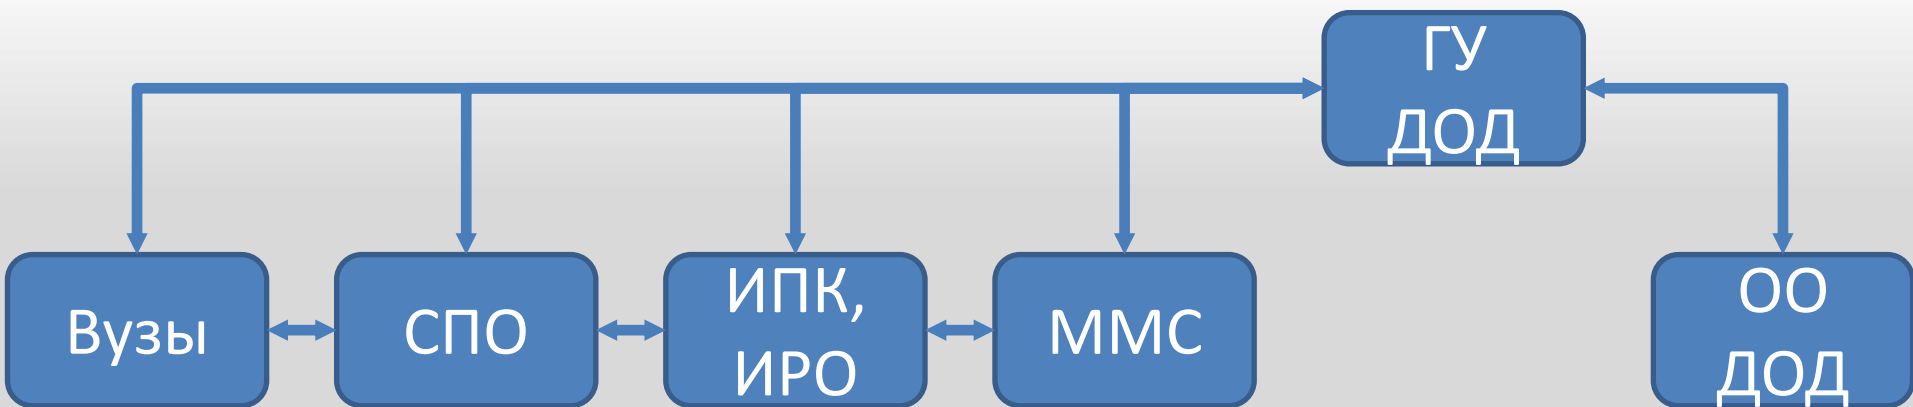 ГУ
ДОД
Вузы
СПО
ИПК,
ИРО
ММС
ОО
ДОД